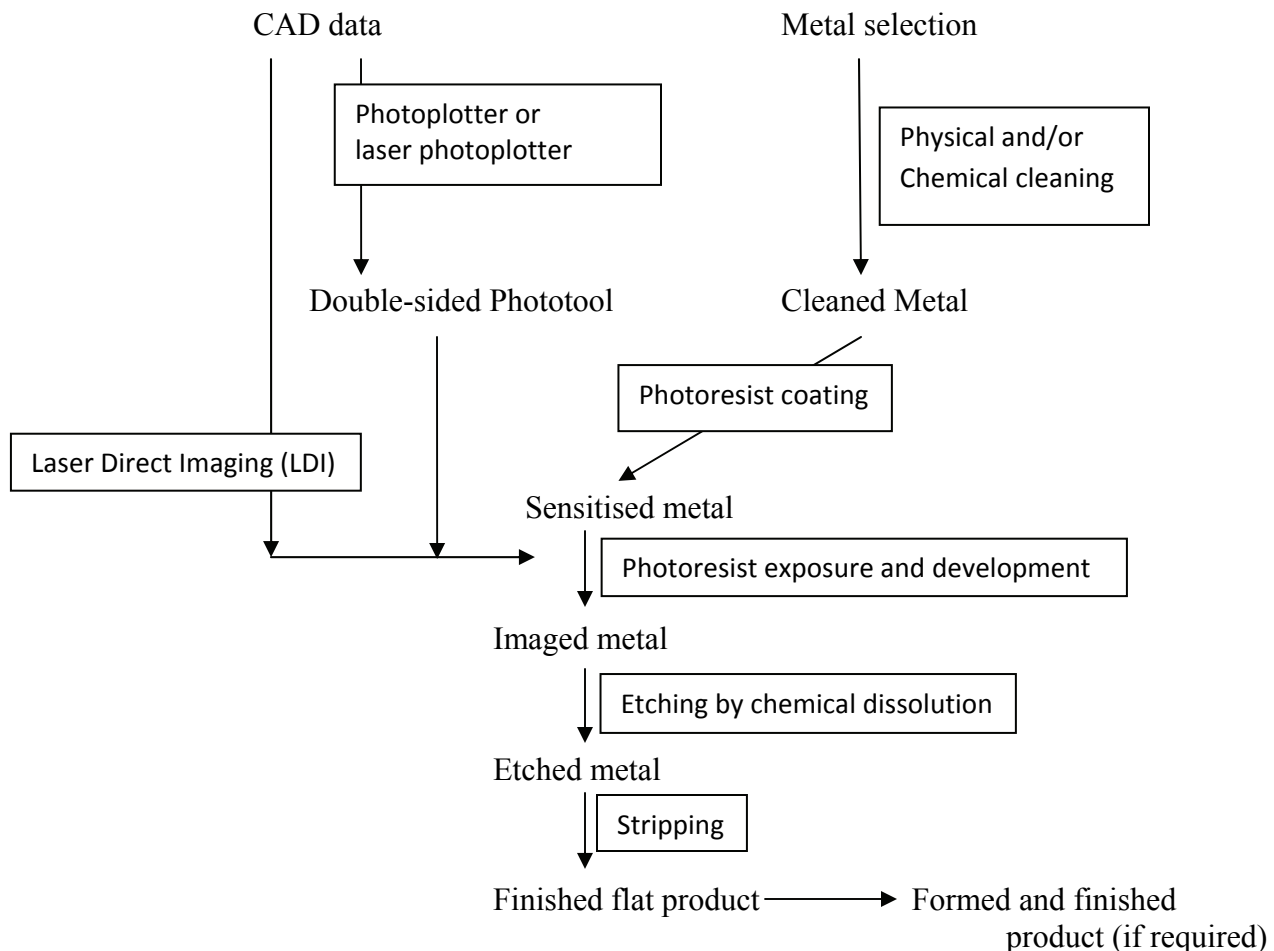 CAD data
Metal selection
Photoplotter or
laser photoplotter
Physical and/or
Chemical cleaning
Double-sided Phototool
Cleaned Metal
Photoresist coating
Laser Direct Imaging (LDI)
Sensitised metal
Photoresist exposure and development
Imaged metal
Etching by chemical dissolution
Etched metal
Stripping
Finished flat product
Formed and finished
product (if required)